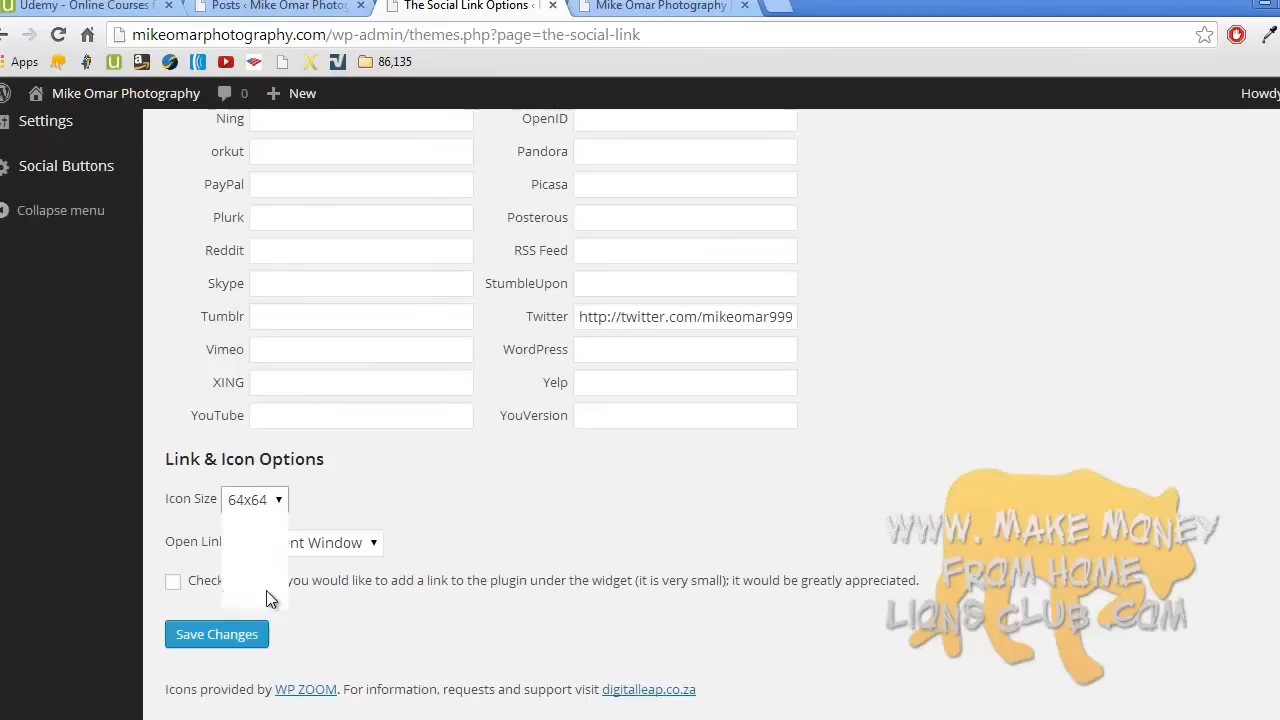 Udemy - Online Courses f
Posts ‹ Mike Omar Photog
The Social Link Options ‹
Mike Omar Photography
mikeomarphotography.com/wp-admin/themes.php?page=the-social-link
Apps
86,135
Mike Omar Photography
0
New
Howdy
Settings
Social Buttons
Collapse menu
Ning
OpenID
orkut
Pandora
PayPal
Picasa
Plurk
Posterous
Reddit
RSS Feed
Skype
StumbleUpon
Tumblr
Twitter http://twitter.com/mikeomar999
Vimeo
WordPress
XING
Yelp
YouTube
YouVersion
Link & Icon Options
Icon Size 64x64
Open Lin nt Window
Check you would like to add a link to the plugin under the widget (it is very small); it would be greatly appreciated.
Save Changes
Icons provided by WP ZOOM. For information, requests and support visit digitalleap.co.za
www. Make Money
From Home
Lions Club .com